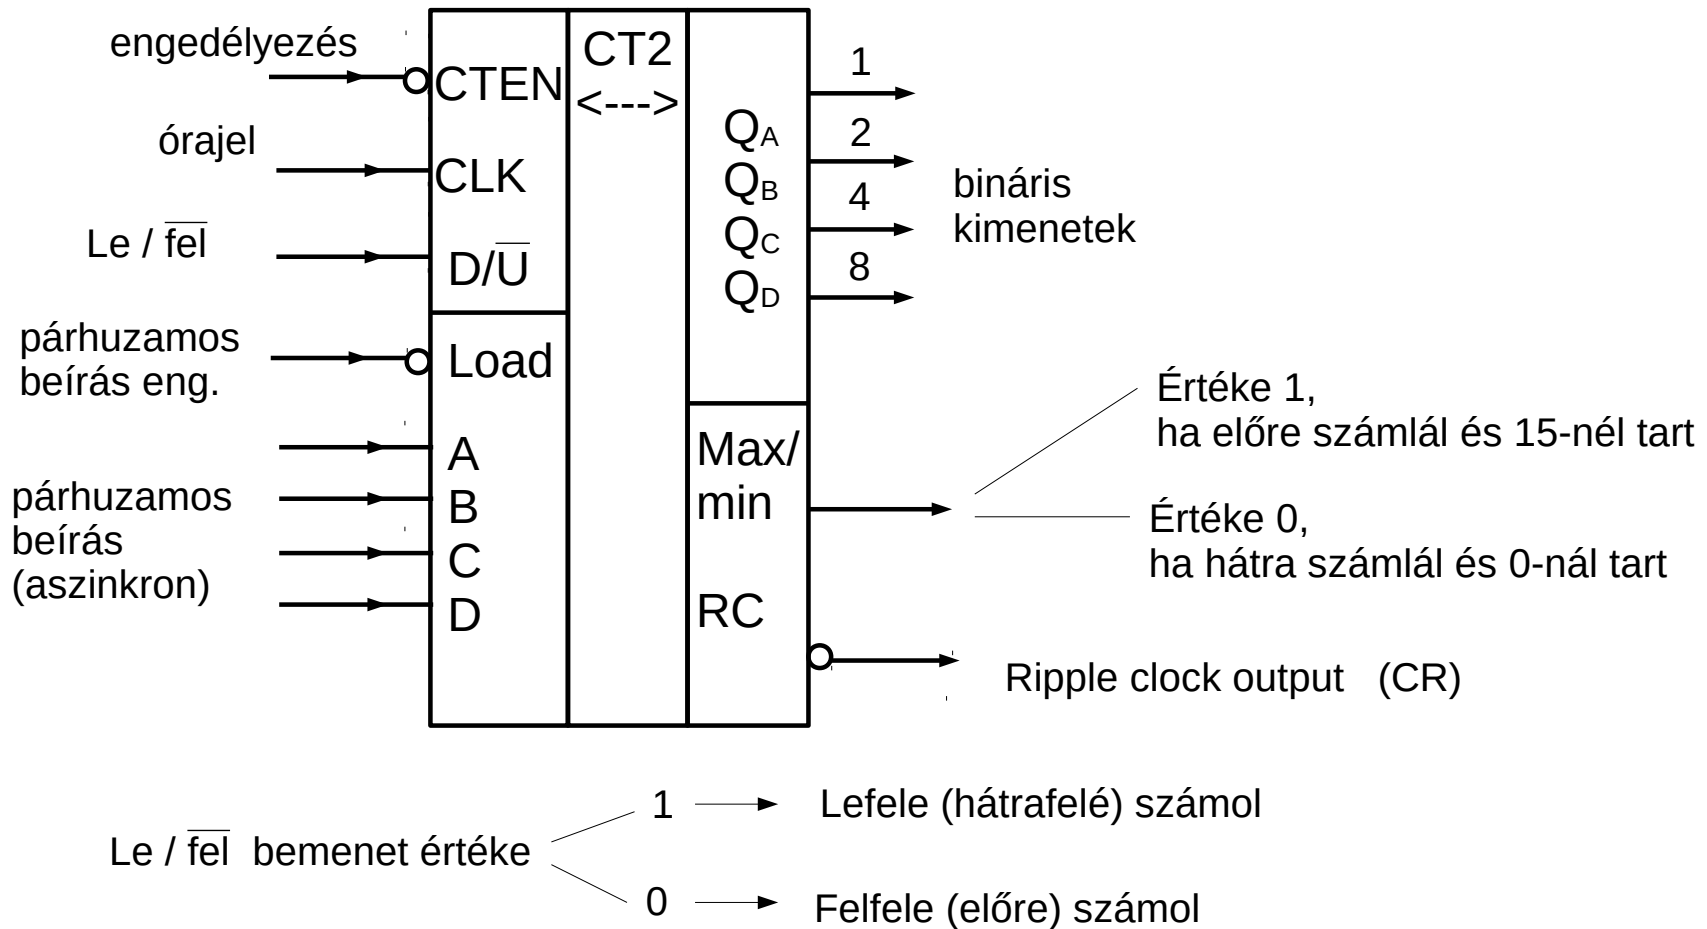 engedélyezés
órajel
Le / fel
párhuzamos
beírás eng.
párhuzamos
beírás
(aszinkron)
CTEN
CLK
D/U
Load
A
B
C
D
CT2
<--->
QA
QB
QC
QD
Max/
min
RC
1
2
4
8
bináris
kimenetek
Értéke 1,
ha előre számlál és 15-nél tart
Értéke 0,
ha hátra számlál és 0-nál tart
Ripple clock output (CR)
Le / fel bemenet értéke
1
Lefele (hátrafelé) számol
0
Felfele (előre) számol